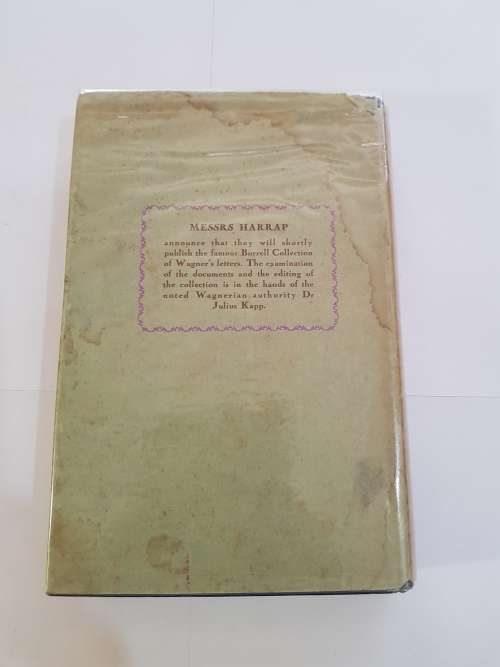 MESSRS HARRAP
announce that they will shortly
publish the famous Burrell Collection
of Wagner's letters. The examination
of the documents and the editing of
the collection is in the hands of the
noted Wagnerian authority Dr
Julius Kapp.